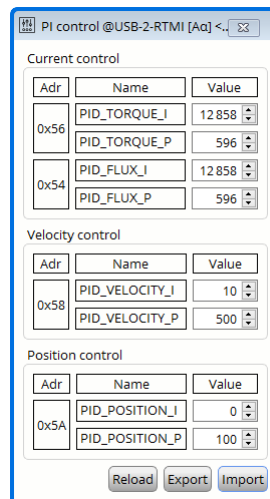 PI control @USB-2-RTMI [Aα] <..
Current control
Adr Name Value
0x56
PID_TORQUE_I 12 858
PID_TORQUE_P 596
0x54
PID_FLUX_I 12 858
PID_FLUX_P 596
Velocity control
Adr Name Value
0x58
PID_VELOCITY_I 10
PID_VELOCITY_P 500
Position control
Adr Name Value
0x5A
PID_POSITION_I 0
PID_POSITION_P 100
Reload Export Import